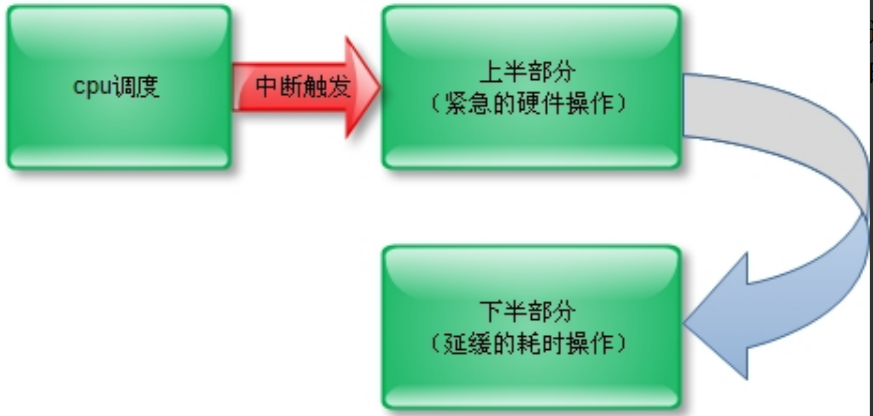 cpu调度
中断触发
上半部分
（紧急的硬件操作）
下半部分
（延缓的耗时操作）